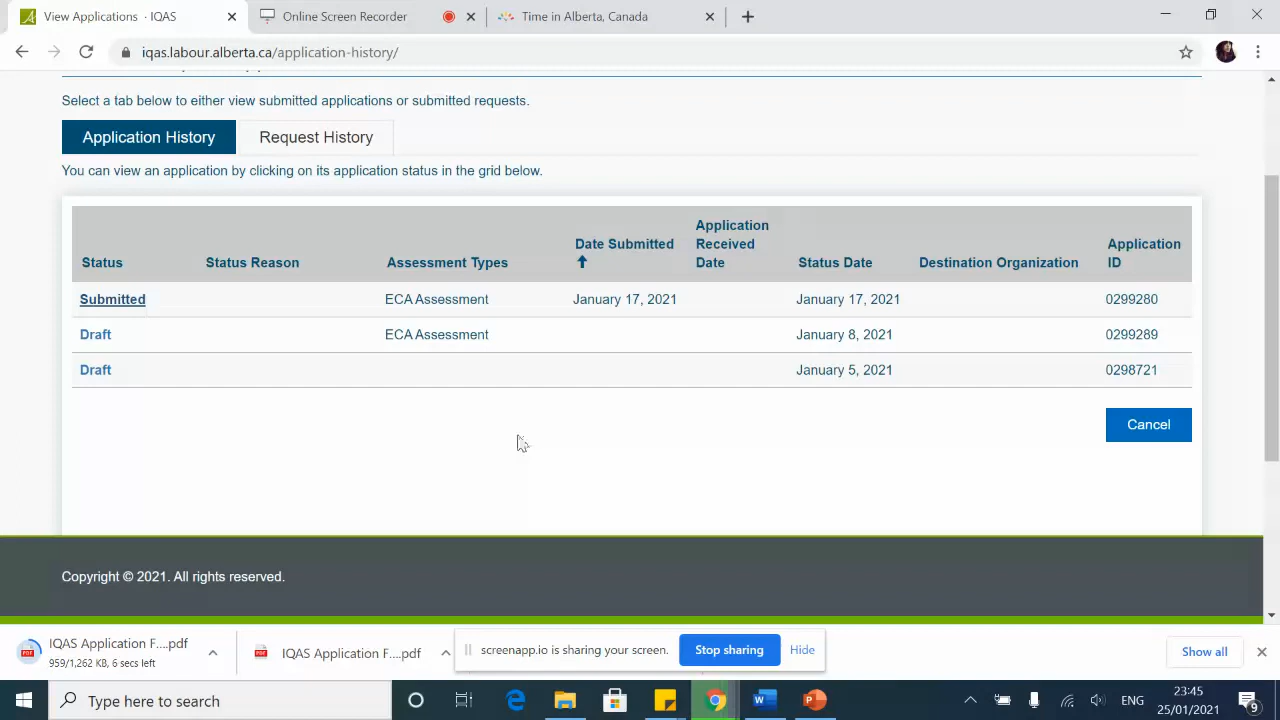 View Applications · IQAS
Online Screen Recorder
Time in Alberta, Canada
iqas.labour.alberta.ca/application-history/
Select a tab below to either view submitted applications or submitted requests.
Application History
Request History
You can view an application by clicking on its application status in the grid below.
Status
Status Reason
Assessment Types
Date Submitted
Application Received Date
Status Date
Destination Organization
Application ID
Submitted ECA Assessment January 17, 2021 January 17, 2021 0299280
Draft ECA Assessment January 8, 2021 0299289
Draft January 5, 2021 0298721
Cancel
Copyright © 2021. All rights reserved.
IQAS Application F....pdf
959/1,262 KB, 6 secs left
IQAS Application F....pdf
screenapp.io is sharing your screen.
Stop sharing
Hide
Show all
Type here to search
ENG
23:45
25/01/2021
9